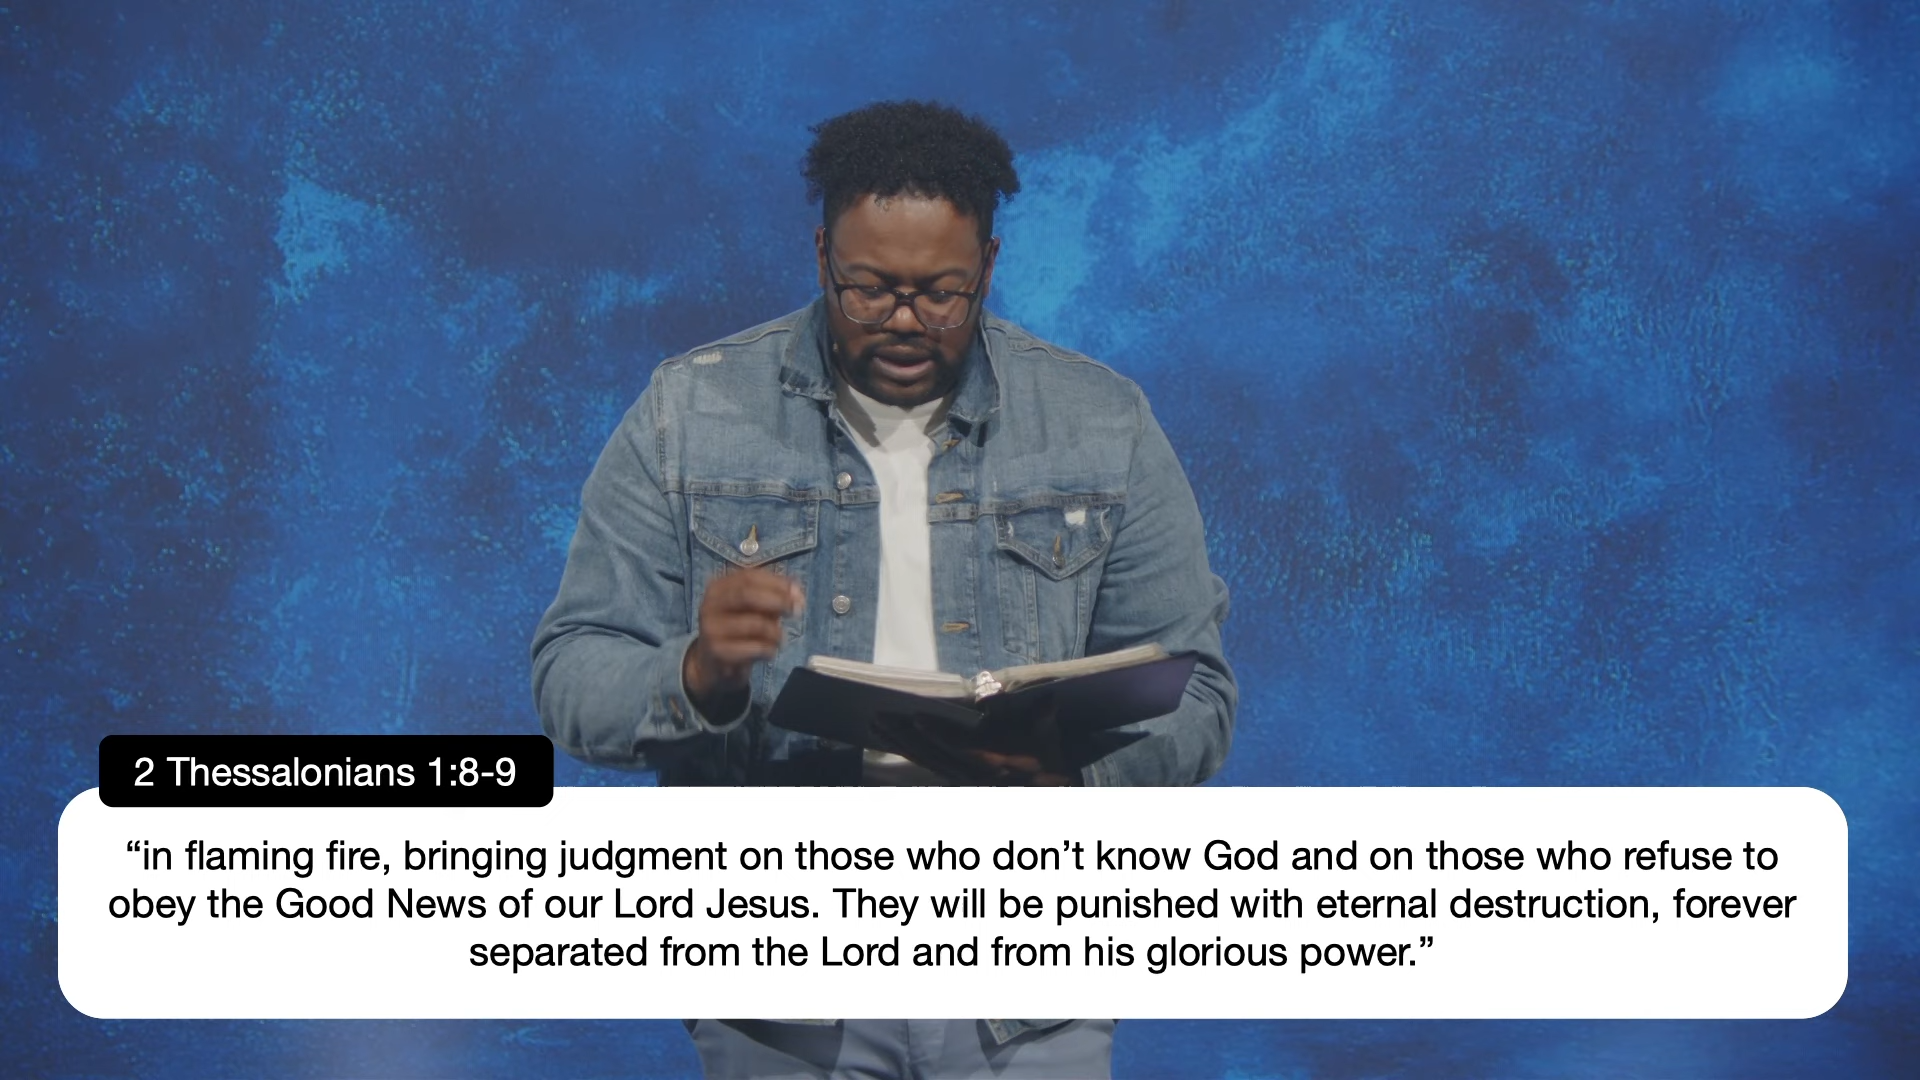 2 Thessalonians 1:8-9
“in flaming fire, bringing judgment on those who don’t know God and on those who refuse to
obey the Good News of our Lord Jesus. They will be punished with eternal destruction, forever
separated from the Lord and from his glorious power.”